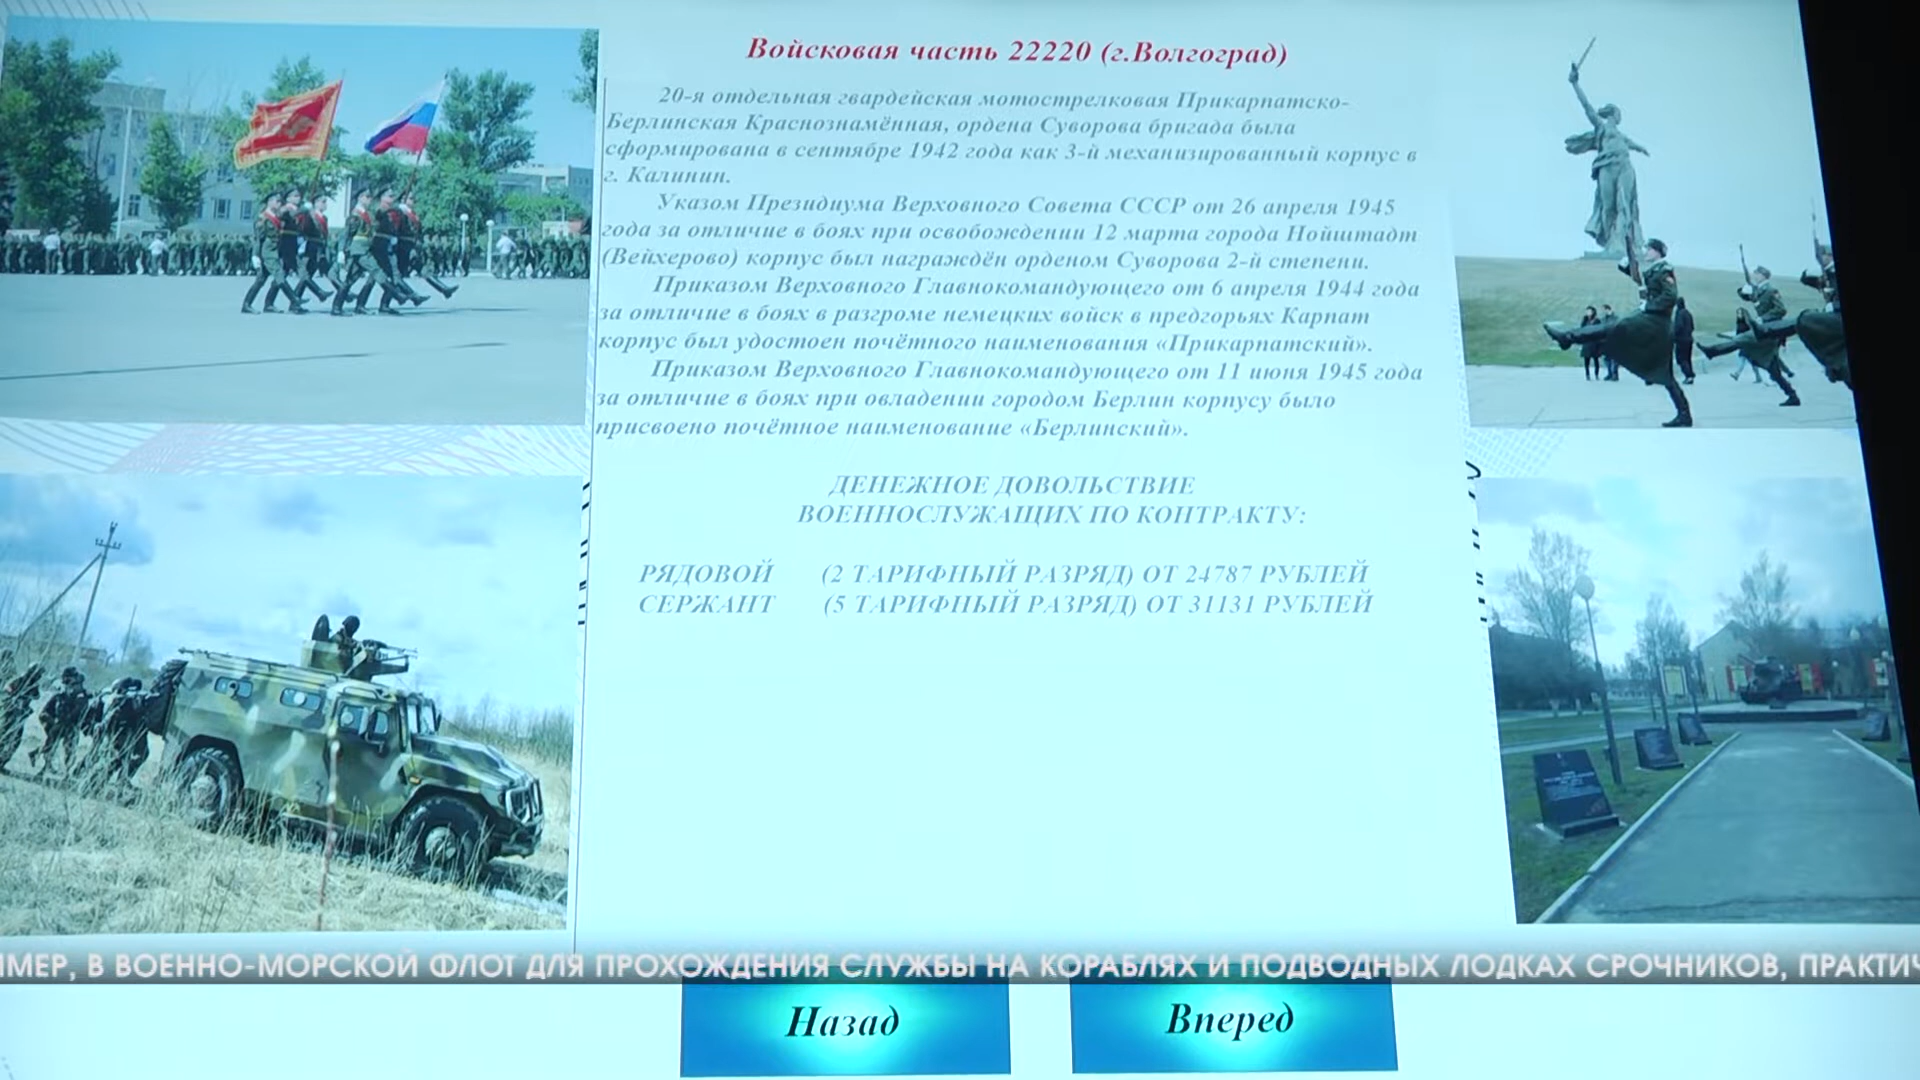 Войсковая часть 22220 (г.Волгоград)
20-я отдельная гвардейская мотострелковая Прикарпатско-
Берлинская Краснознамённая, ордена Суворова бригада была
сформирована в сентябре 1942 года как 3-й механизированный корпус в
г. Калинин.
Указом Президиума Верховного Совета СССР от 26 апреля 1945
года за отличие в боях при освобождении 12 марта города Нойштадт
(Вейхерово) корпус был награждён орденом Суворова 2-й степени.
Приказом Верховного Главнокомандующего от 6 апреля 1944 года
за отличие в боях в разгроме немецких войск в предгорьях Карпат
корпус был удостоен почётного наименования «Прикарпатский».
Приказом Верховного Главнокомандующего от 11 июня 1945 года
за отличие в боях при овладении городом Берлин корпусу было
присвоено почётное наименование «Берлинский».
ДЕНЕЖНОЕ ДОВОЛЬСТВИЕ
ВОЕННОСЛУЖАЩИХ ПО КОНТРАКТУ:
РЯДОВОЙ (2 ТАРИФНЫЙ РАЗРЯД) ОТ 24787 РУБЛЕЙ
СЕРЖАНТ (5 ТАРИФНЫЙ РАЗРЯД) ОТ 31131 РУБЛЕЙ
ИМЕР, В ВОЕННО-МОРСКОЙ ФЛОТ ДЛЯ ПРОХОЖДЕНИЯ СЛУЖБЫ НА КОРАБЛЯХ И ПОДВОДНЫХ ЛОДКАХ СРОЧНИКОВ, ПРАКТИЧ
Назад Вперед